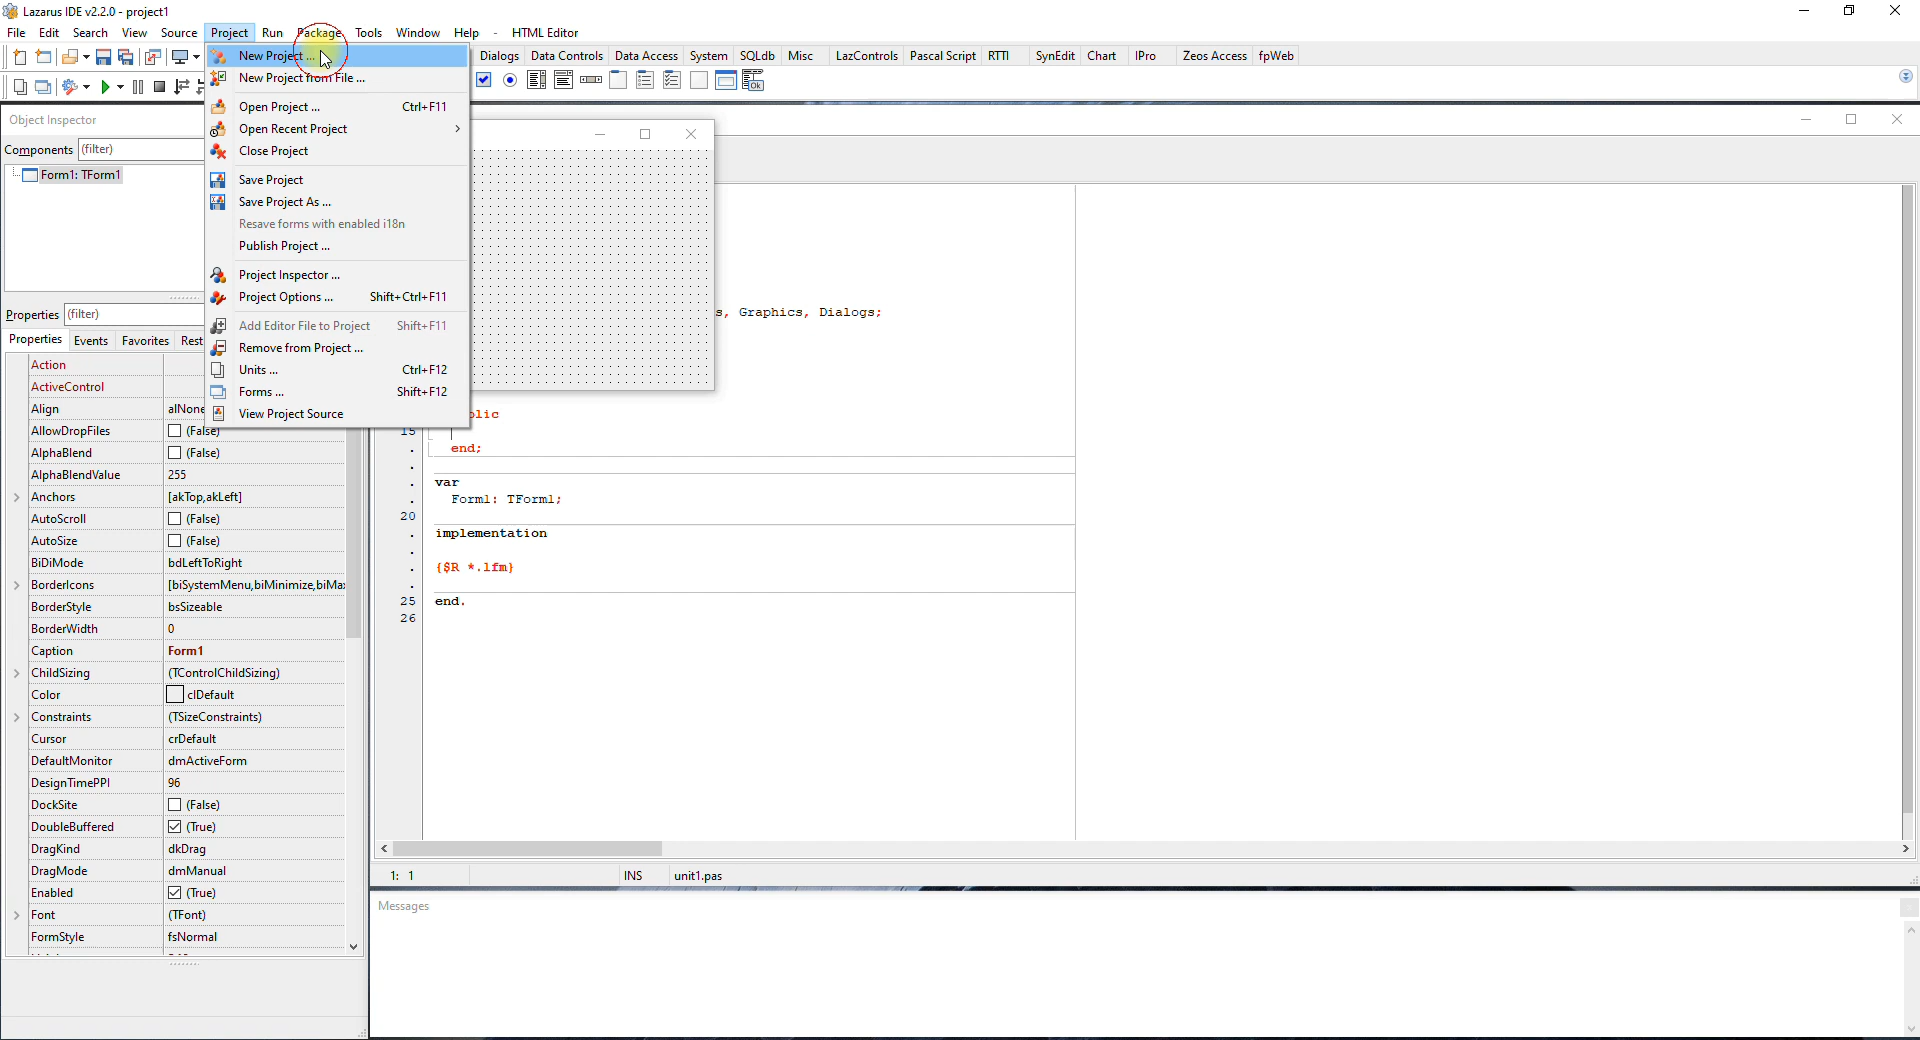 Lazarus IDE v2.2.0 - project1
File Edit Search View Source Project Run Package Tools Window Help - HTML Editor
Dialogs Data Controls Data Access System SQLdb Misc LazControls Pascal Script RTTI SynEdit Chart IPro Zeos Access fpWeb
New Project ...
New Project from File ...
Open Project ... Ctrl+F11
Open Recent Project
Close Project
Save Project
Save Project As ...
Resave forms with enabled i18n
Publish Project ...
Project Inspector ...
Project Options ... Shift+Ctrl+F11
Add Editor File to Project Shift+F11
Remove from Project ...
Units ... Ctrl+F12
Forms ... Shift+F12
View Project Source
Object Inspector
Components (filter)
Form1: TForm1
Properties (filter)
Properties Events Favorites Rest
Action
ActiveControl
Align alNone
AllowDropFiles (False)
AlphaBlend (False)
AlphaBlendValue 255
Anchors [akTop,akLeft]
AutoScroll (False)
AutoSize (False)
BiDiMode bdLeftToRight
BorderIcons [biSystemMenu,biMinimize,biMa
BorderStyle bsSizeable
BorderWidth 0
Caption Form1
ChildSizing (TControlChildSizing)
Color clDefault
Constraints (TSizeConstraints)
Cursor crDefault
DefaultMonitor dmActiveForm
DesignTimePPI 96
DockSite (False)
DoubleBuffered (True)
DragKind dkDrag
DragMode dmManual
Enabled (True)
Font (TFont)
FormStyle fsNormal
s, Graphics, Dialogs;
blic
15
end;
var
Form1: TForm1;
20
implementation
{$R *.lfm}
25 end.
26
1: 1 INS unit1.pas
Messages